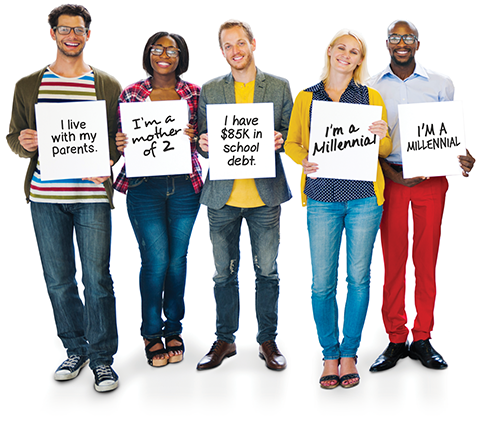 I live
with my
parents.
I'm a
mother
of 2
I have
$85K in
school
debt.
I'm a
Millennial
I'M A
MILLENNIAL